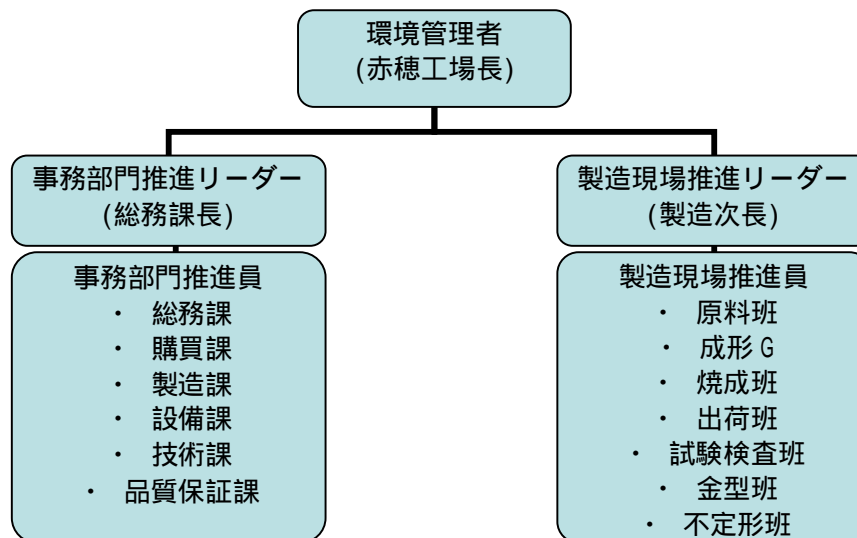 環境管理者
(赤穂工場長)
事務部門推進リーダー
(総務課長)
事務部門推進員
・ 総務課
・ 購買課
・ 製造課
・ 設備課
・ 技術課
・ 品質保証課
製造現場推進リーダー
(製造次長)
製造現場推進員
・ 原料班
・ 成形G
・ 焼成班
・ 出荷班
・ 試験検査班
・ 金型班
・ 不定形班